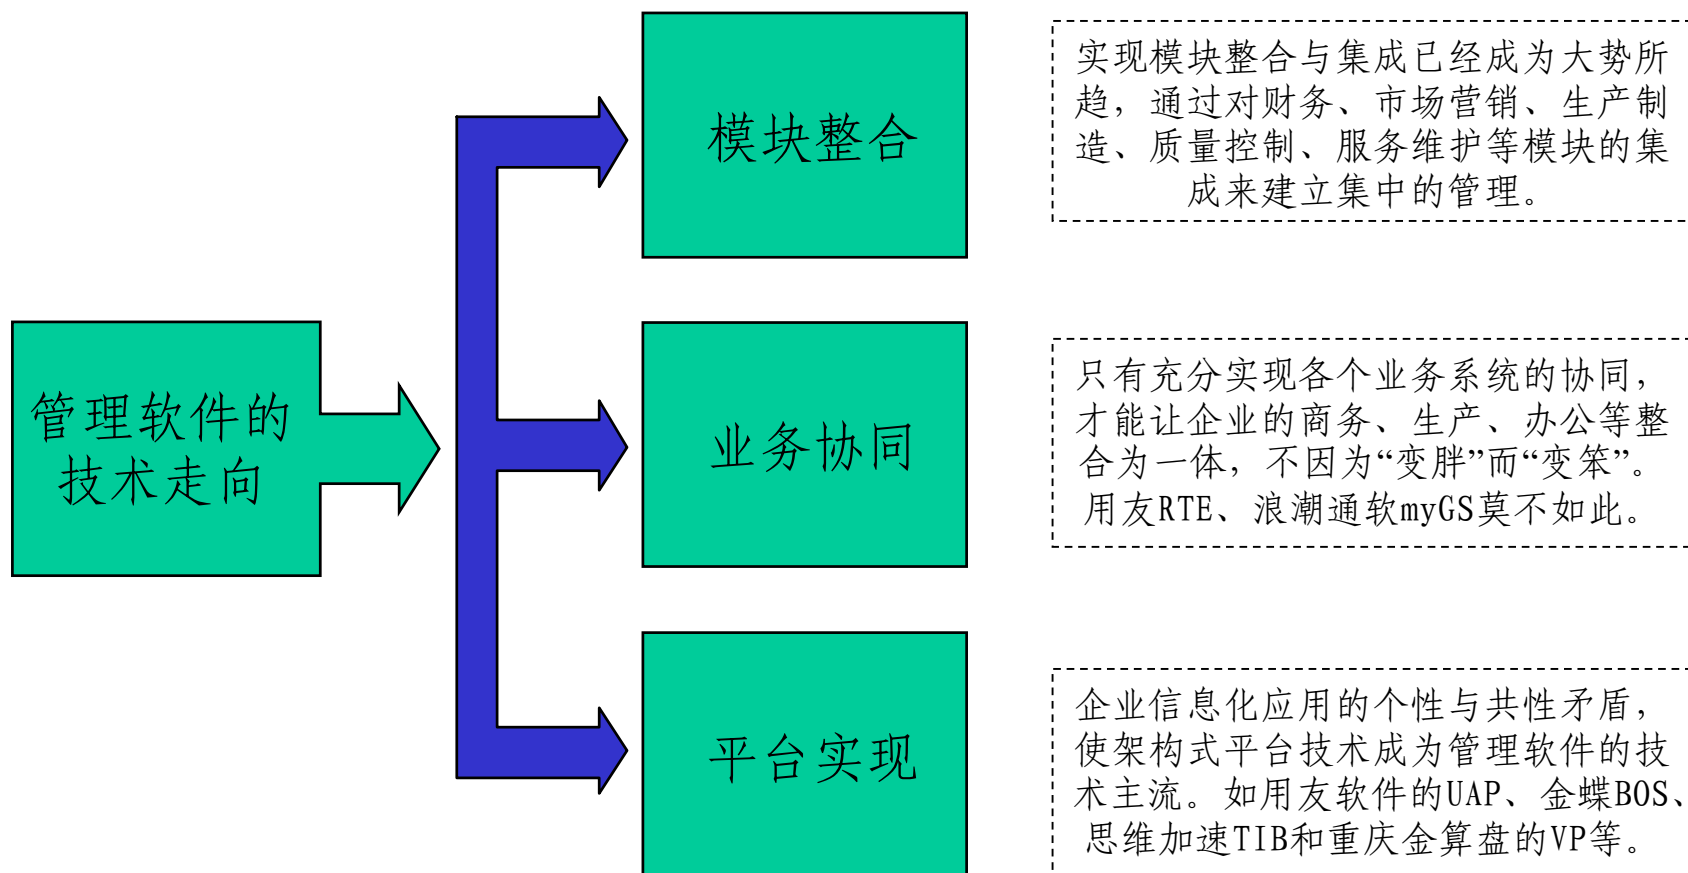 管理软件的
技术走向
模块整合
实现模块整合与集成已经成为大势所
趋，通过对财务、市场营销、生产制
造、质量控制、服务维护等模块的集
成来建立集中的管理。
业务协同
只有充分实现各个业务系统的协同，
才能让企业的商务、生产、办公等整
合为一体，不因为“变胖”而“变笨”。
用友RTE、浪潮通软myGS莫不如此。
平台实现
企业信息化应用的个性与共性矛盾，
使架构式平台技术成为管理软件的技
术主流。如用友软件的UAP、金蝶BOS、
思维加速TIB和重庆金算盘的VP等。